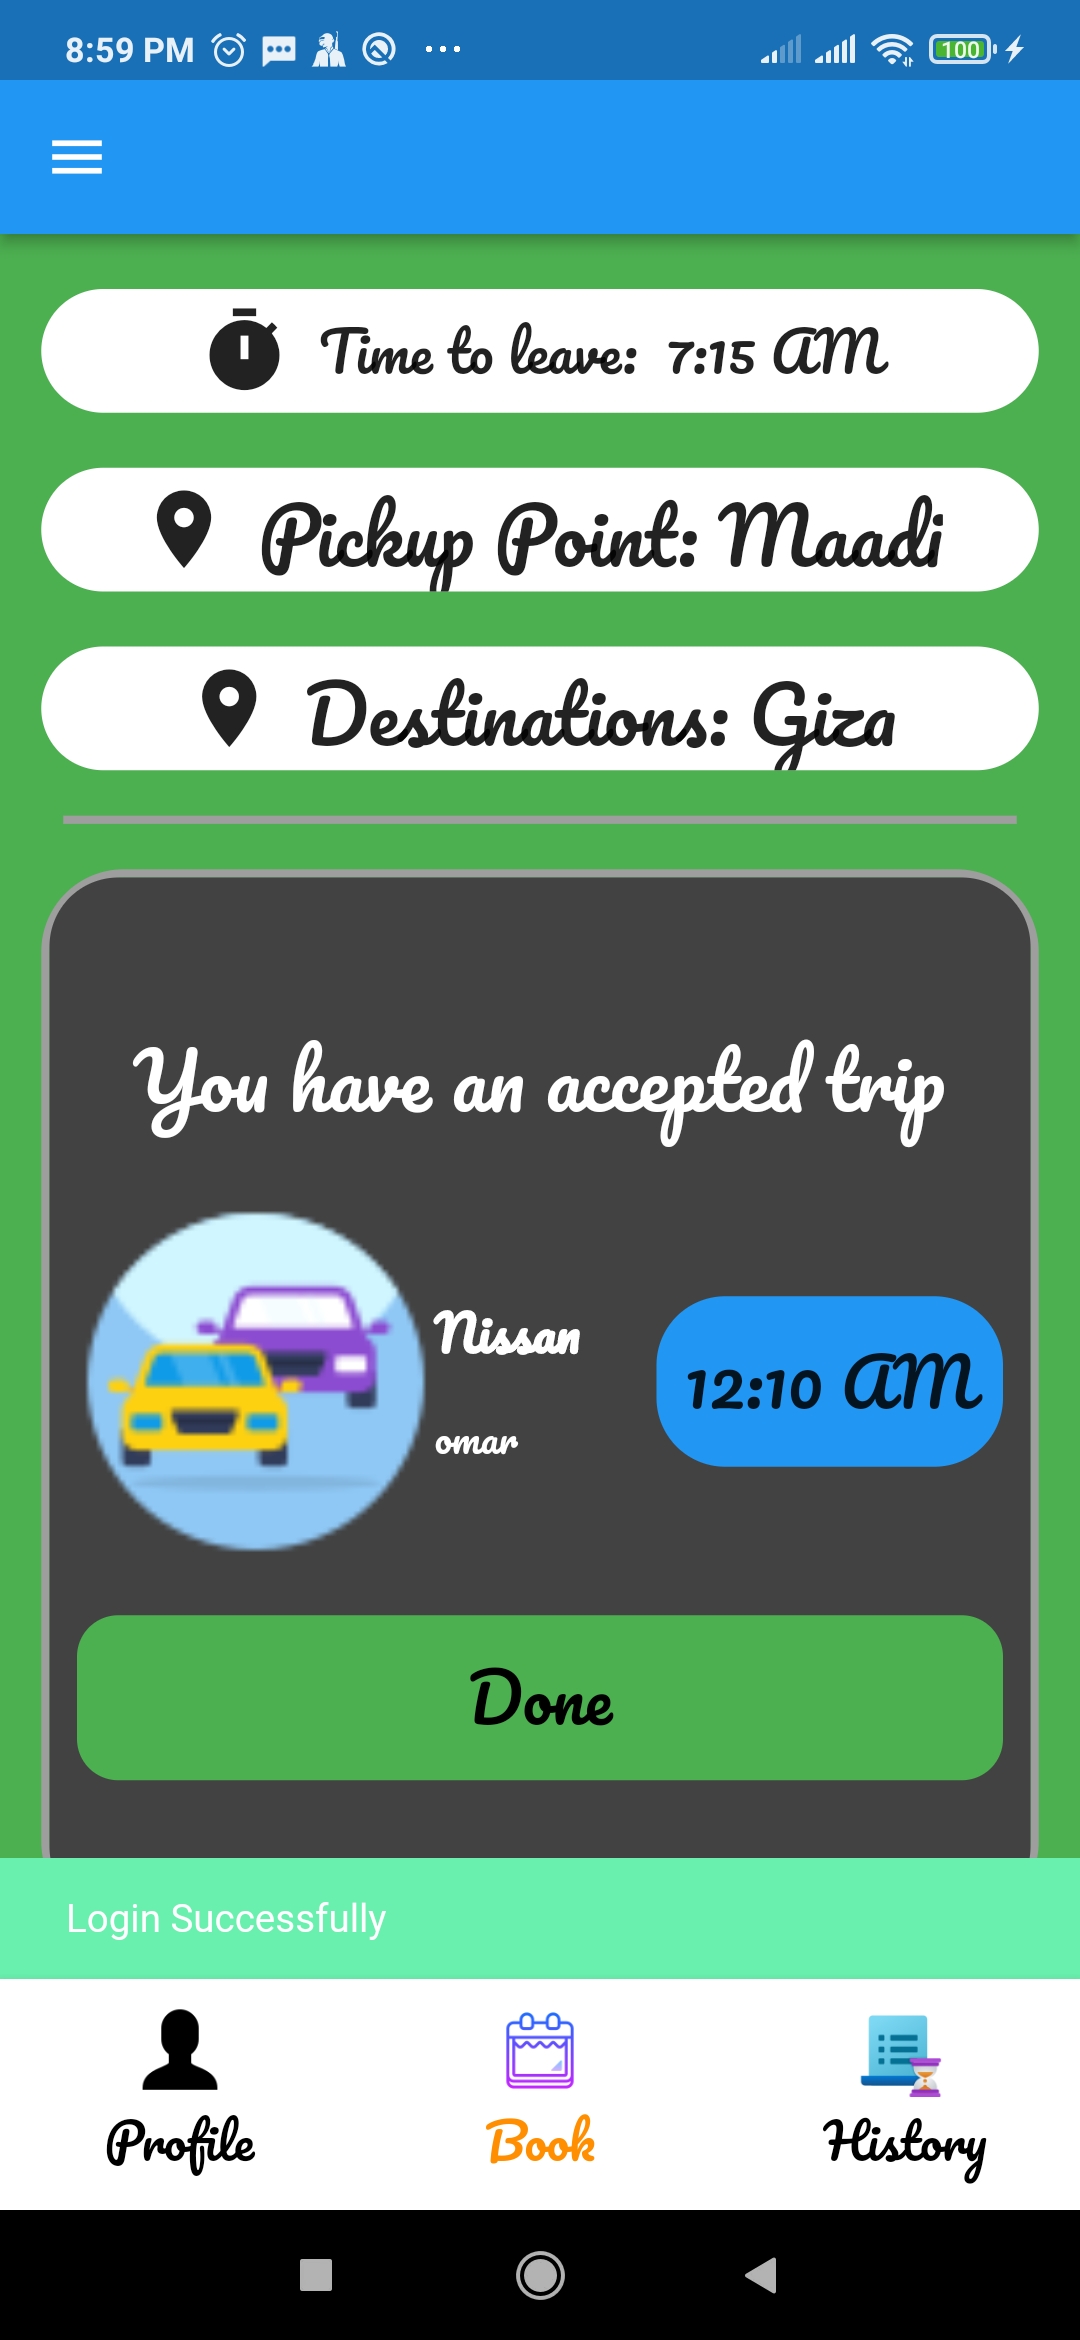 8:59 PM
100
Time to leave: 7:15 AM
Pickup Point: Maadi
Destinations: Giza
You have an accepted trip
Nissan
omar
12:10 AM
Done
Login Successfully
Profile
Book
History